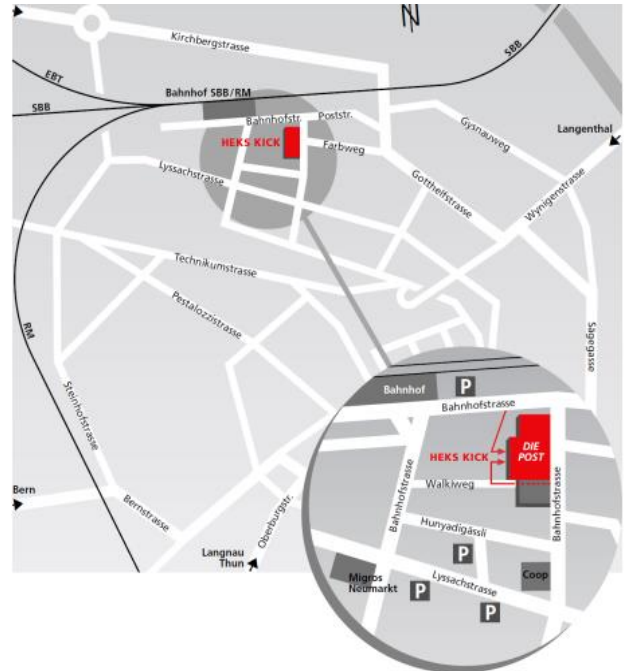 N
Kirchbergstrasse
SBB
EBT
SBB
Bahnhof SBB/RM
Bahnhofstr.
Poststr.
HEKS KICK
Farbweg
Gysnauweg
Langenthal
Lyssachstrasse
Gotthelfstrasse
Wynigenstrasse
Technikumstrasse
Pestalozzistrasse
RM
Sägegasse
Steinhofstrasse
Bern
Bernstrasse
Oberburgstr.
Langnau
Thun
Bahnhof
P
Bahnhofstrasse
DIE
POST
HEKS KICK
Walkiweg
Bahnhofstrasse
Bahnhofstrasse
Hunyadigässli
P
Lyssachstrasse
Coop
Migros
Neumarkt
P
P